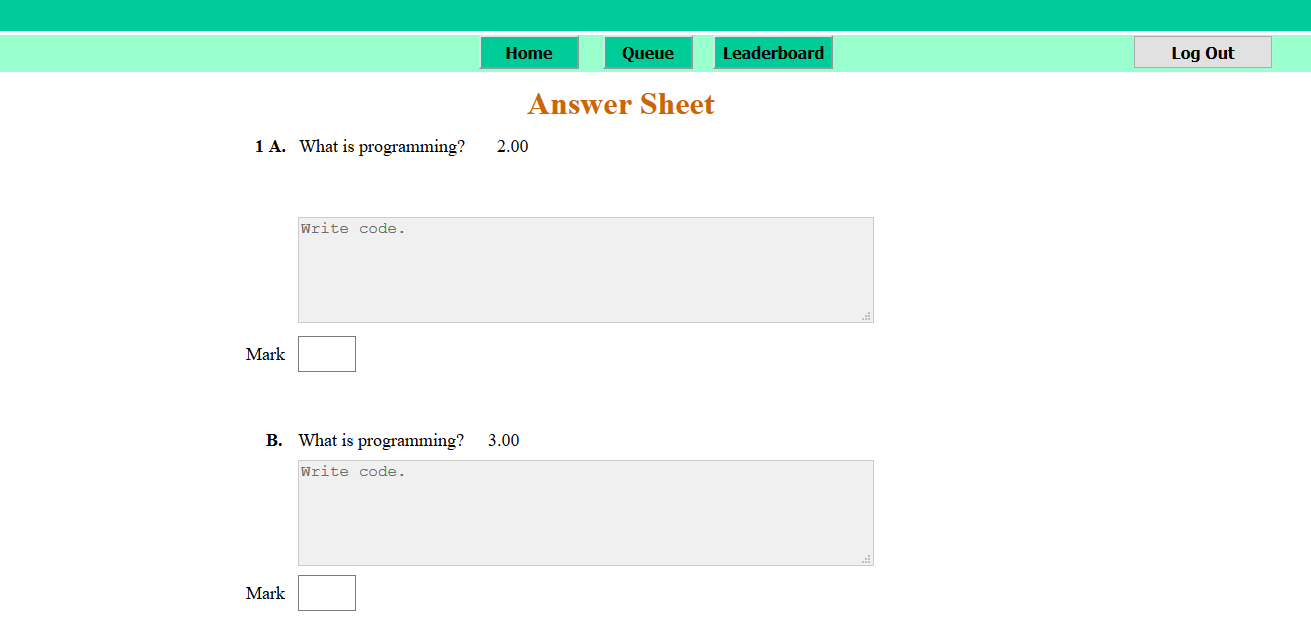 Home Queue Leaderboard Log Out
Answer Sheet
1 A. What is programming? 2.00
Write code.
Mark
B. What is programming? 3.00
Write code.
Mark